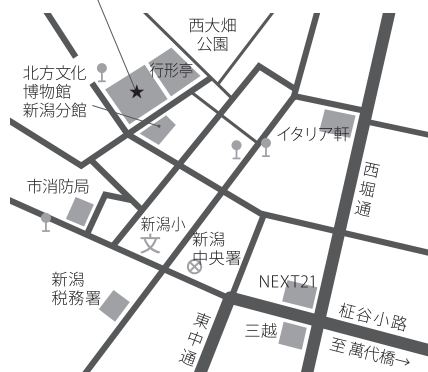 西大畑
公園
行形亭
北方文化
博物館
新潟分館
イタリア軒
西堀通
市消防局
新潟小
文
新潟
中央署
新潟
税務署
NEXT21
柾谷小路
三越
至 萬代橋→
東中通